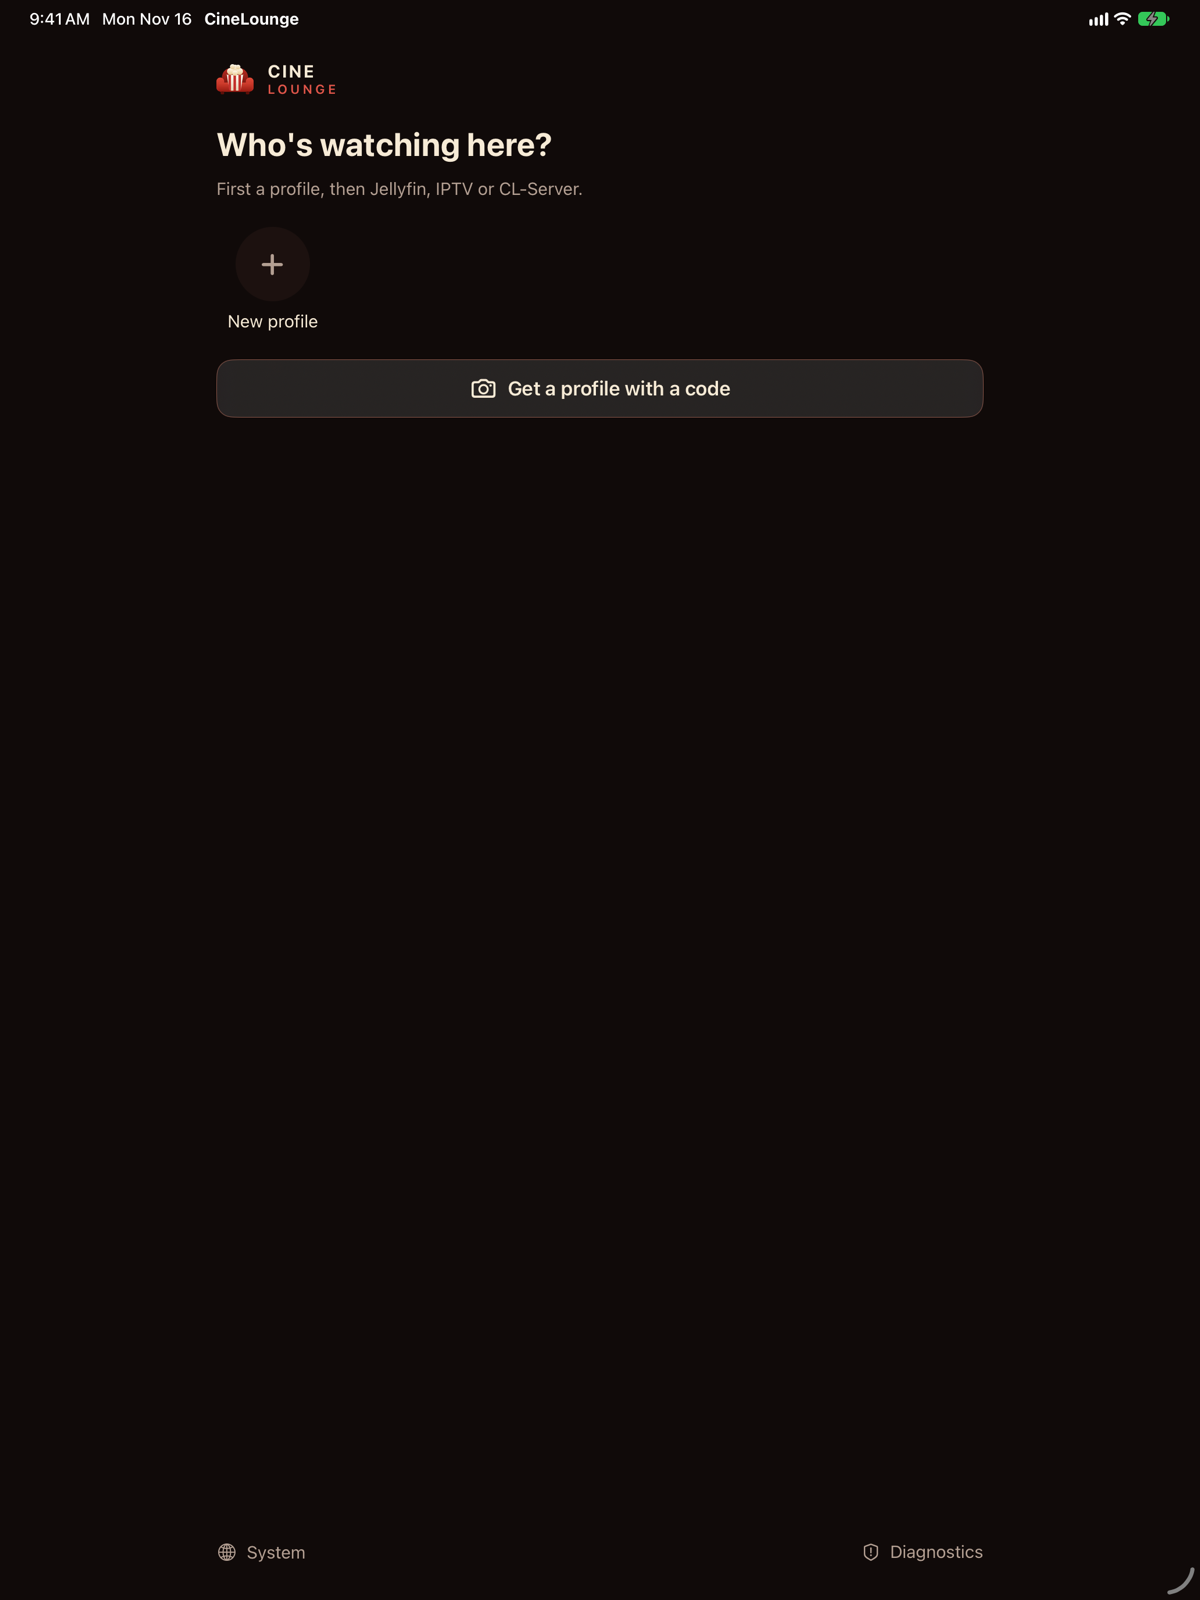 9:41 AM Mon Nov 16 CineLounge
CINE
LOUNGE
Who's watching here?
First a profile, then Jellyfin, IPTV or CL-Server.
New profile
Get a profile with a code
System
Diagnostics